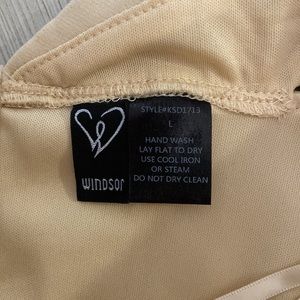 WINDSOR
STYLE#KSD1713
L
HAND WASH
LAY FLAT TO DRY
USE COOL IRON
OR STEAM
DO NOT DRY CLEAN